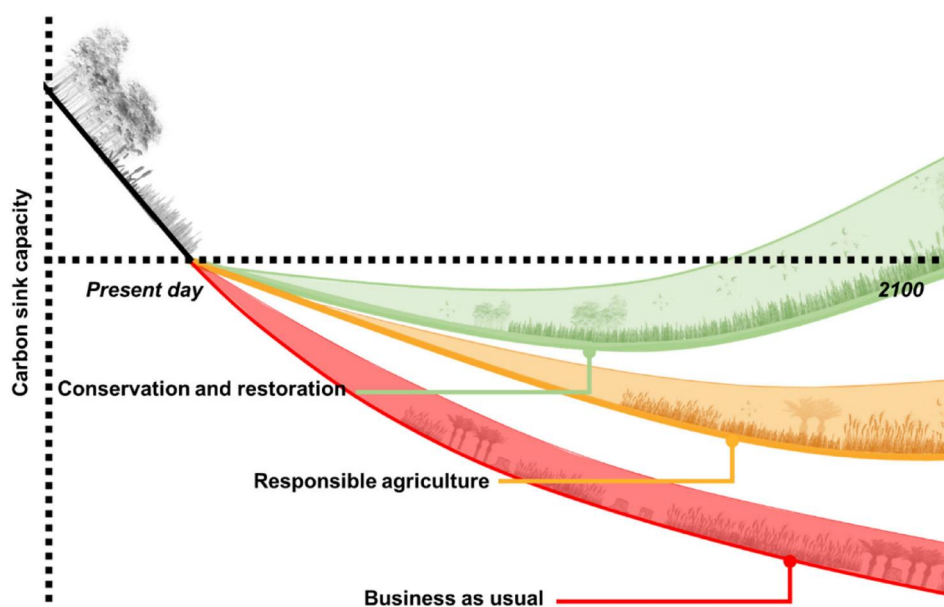 Carbon sink capacity
Present day
2100
Conservation and restoration
Responsible agriculture
Business as usual